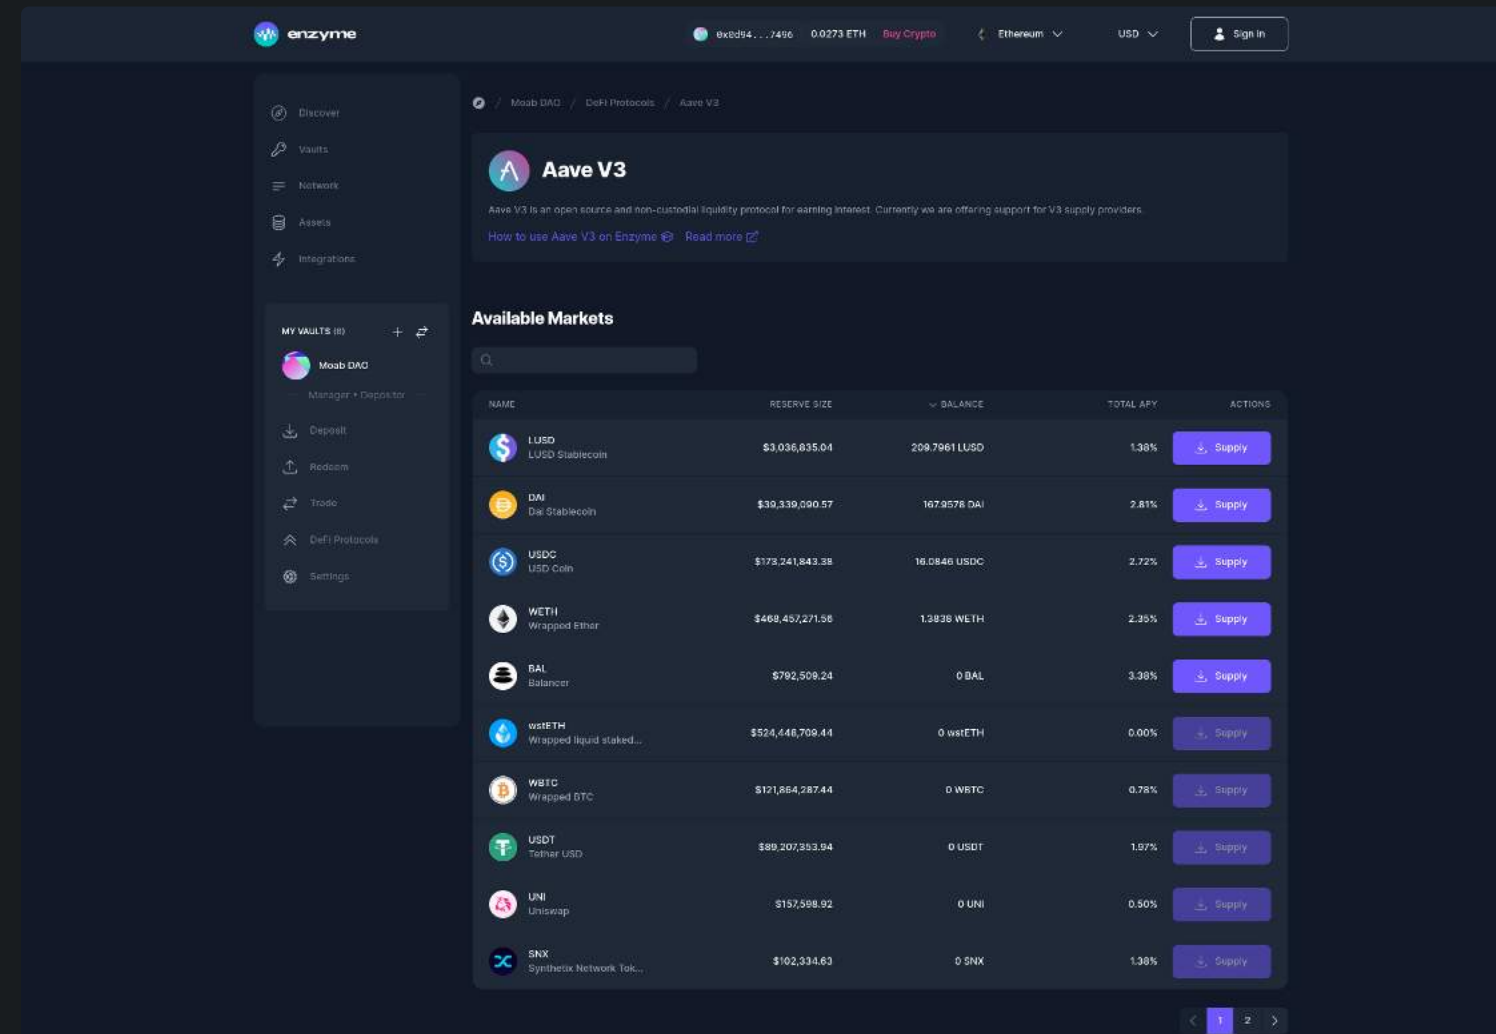 enzyme
0x8d94...7496 0.0273 ETH Buy Crypto Ethereum USD Sign in
Discover
Vaults
Network
Assets
Integrations
MY VAULTS (8)
Moab DAO
Manager • Depositor
Deposit
Redeem
Trade
DeFi Protocols
Settings
/ Moab DAO / DeFi Protocols / Aave V3
Aave V3
Aave V3 is an open source and non-custodial liquidity protocol for earning interest. Currently we are offering support for V3 supply providers.
How to use Aave V3 on Enzyme Read more
Available Markets
NAME RESERVE SIZE BALANCE TOTAL APY ACTIONS
LUSD
LUSD Stablecoin
$3,036,835.04 209.7961 LUSD 1.38% Supply
DAI
Dai Stablecoin
$39,339,090.57 167.9578 DAI 2.81% Supply
USDC
USD Coin
$173,241,843.38 16.0846 USDC 2.72% Supply
WETH
Wrapped Ether
$468,457,271.56 1.3838 WETH 2.35% Supply
BAL
Balancer
$792,509.24 0 BAL 3.38% Supply
wstETH
Wrapped liquid staked...
$524,448,709.44 0 wstETH 0.00% Supply
WBTC
Wrapped BTC
$121,864,287.44 0 WBTC 0.78% Supply
USDT
Tether USD
$89,207,353.94 0 USDT 1.97% Supply
UNI
Uniswap
$157,598.92 0 UNI 0.50% Supply
SNX
Synthetix Network Tok...
$102,334.63 0 SNX 1.38% Supply
1 2